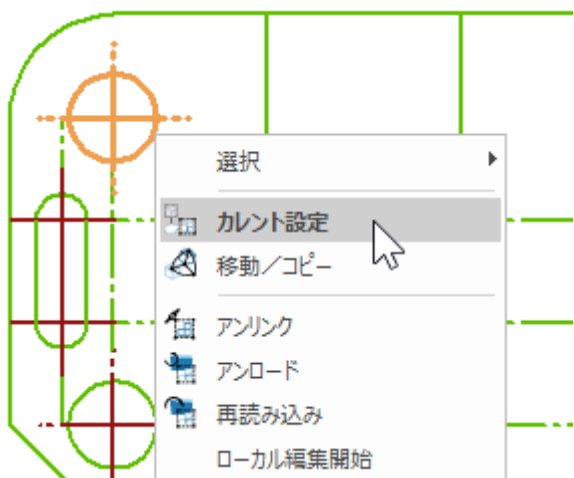 選択
カレント設定
移動／コピー
アンリンク
アンロード
再読み込み
ローカル編集開始